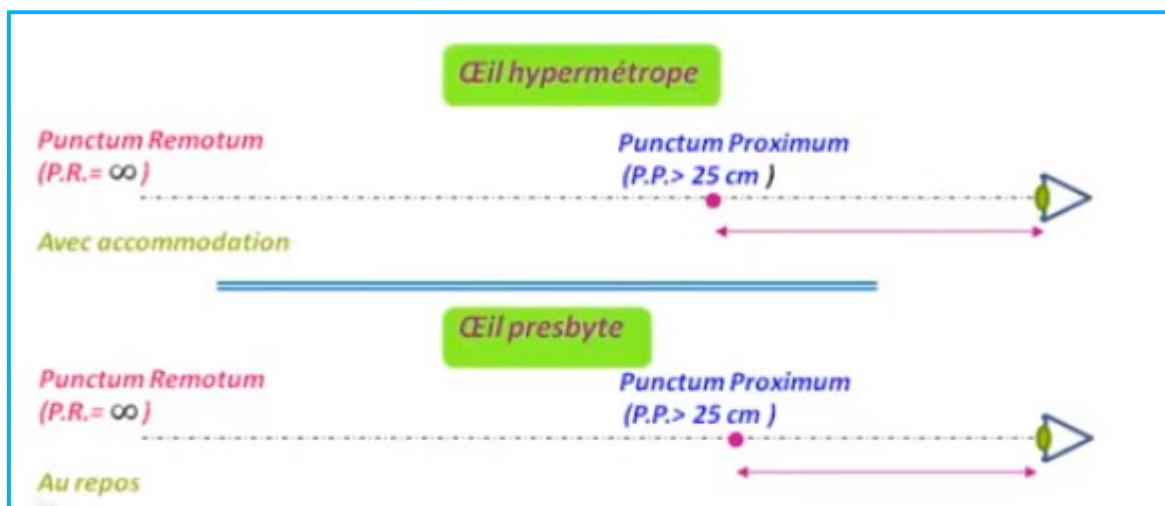 Œil hypermétrope
Punctum Remotum
(P.R.= ∞ )
Punctum Proximum
(P.P.> 25 cm )
Avec accommodation
Œil presbyte
Punctum Remotum
(P.R.= ∞ )
Punctum Proximum
(P.P.> 25 cm )
Au repos